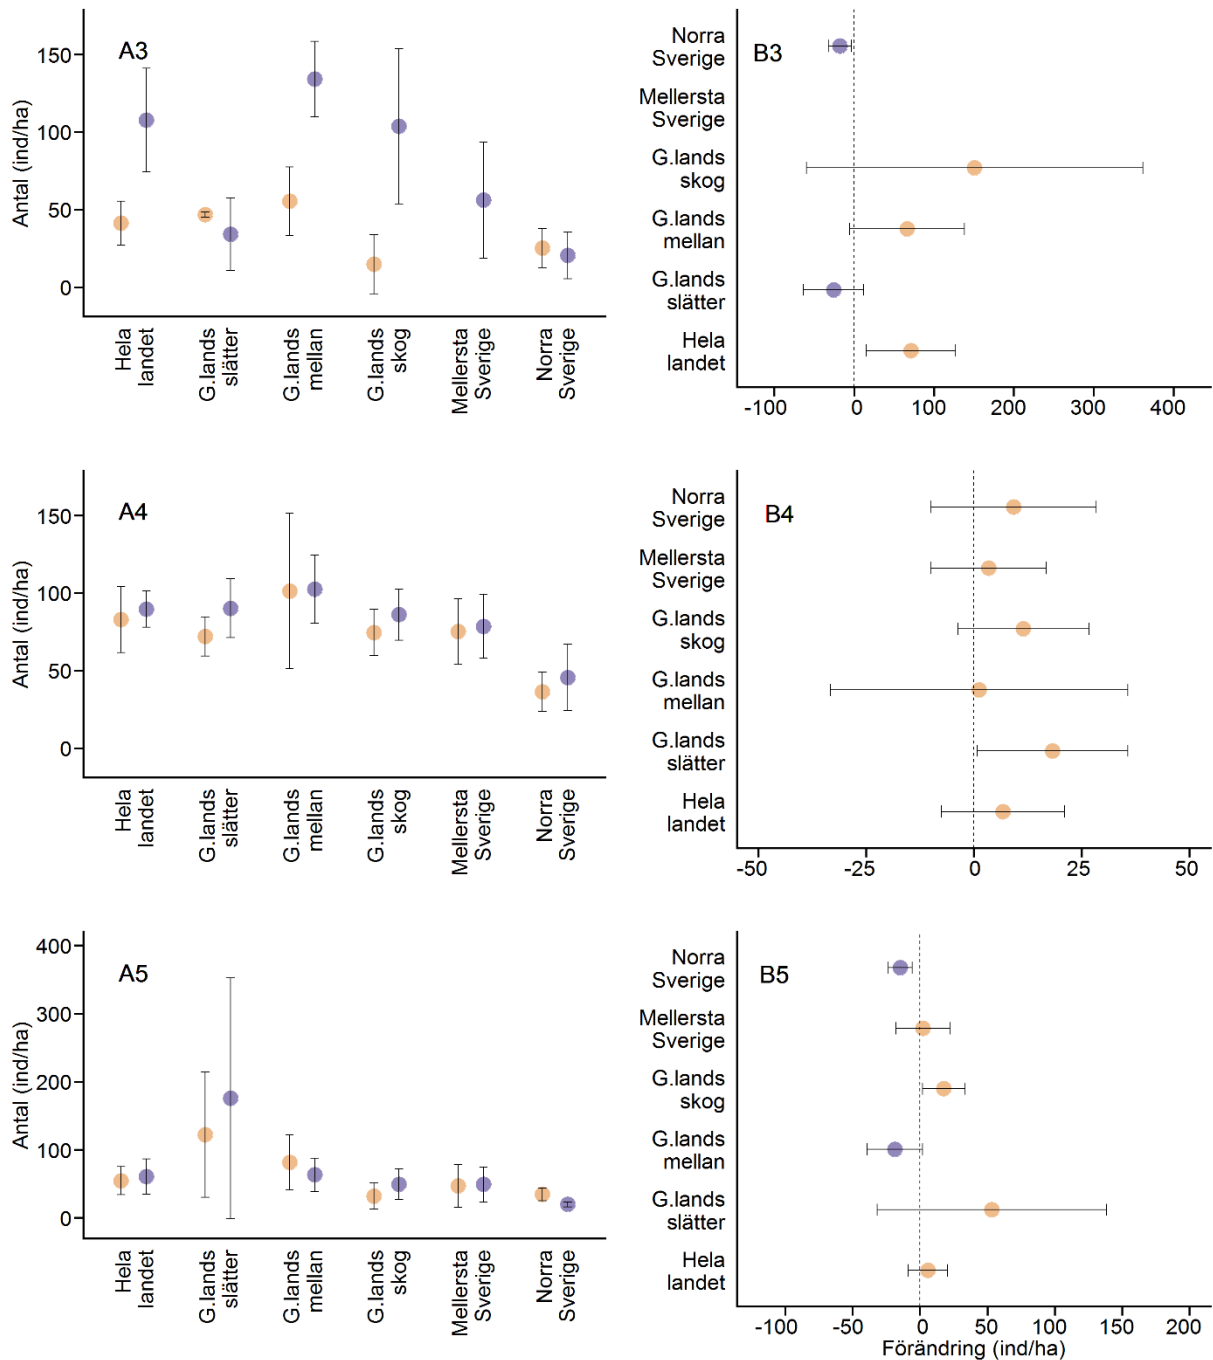 A3
150
100
50
0
Antal (ind/ha)
Hela
landet
G.lands
slätter
G.lands
mellan
G.lands
skog
Mellersta
Sverige
Norra
Sverige
B3
Norra
Sverige
Mellersta
Sverige
G.lands
skog
G.lands
mellan
G.lands
slätter
Hela
landet
-100 0 100 200 300 400
A4
150
100
50
0
Antal (ind/ha)
Hela
landet
G.lands
slätter
G.lands
mellan
G.lands
skog
Mellersta
Sverige
Norra
Sverige
B4
Norra
Sverige
Mellersta
Sverige
G.lands
skog
G.lands
mellan
G.lands
slätter
Hela
landet
-50 -25 0 25 50
A5
400
300
200
100
0
Antal (ind/ha)
Hela
landet
G.lands
slätter
G.lands
mellan
G.lands
skog
Mellersta
Sverige
Norra
Sverige
B5
Norra
Sverige
Mellersta
Sverige
G.lands
skog
G.lands
mellan
G.lands
slätter
Hela
landet
-100 -50 0 50 100 150 200
Förändring (ind/ha)